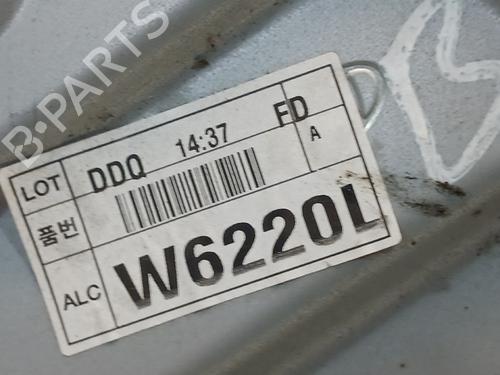 B-PARTS
LOT DDQ 14:37 FD
품번 A
ALC W6220L